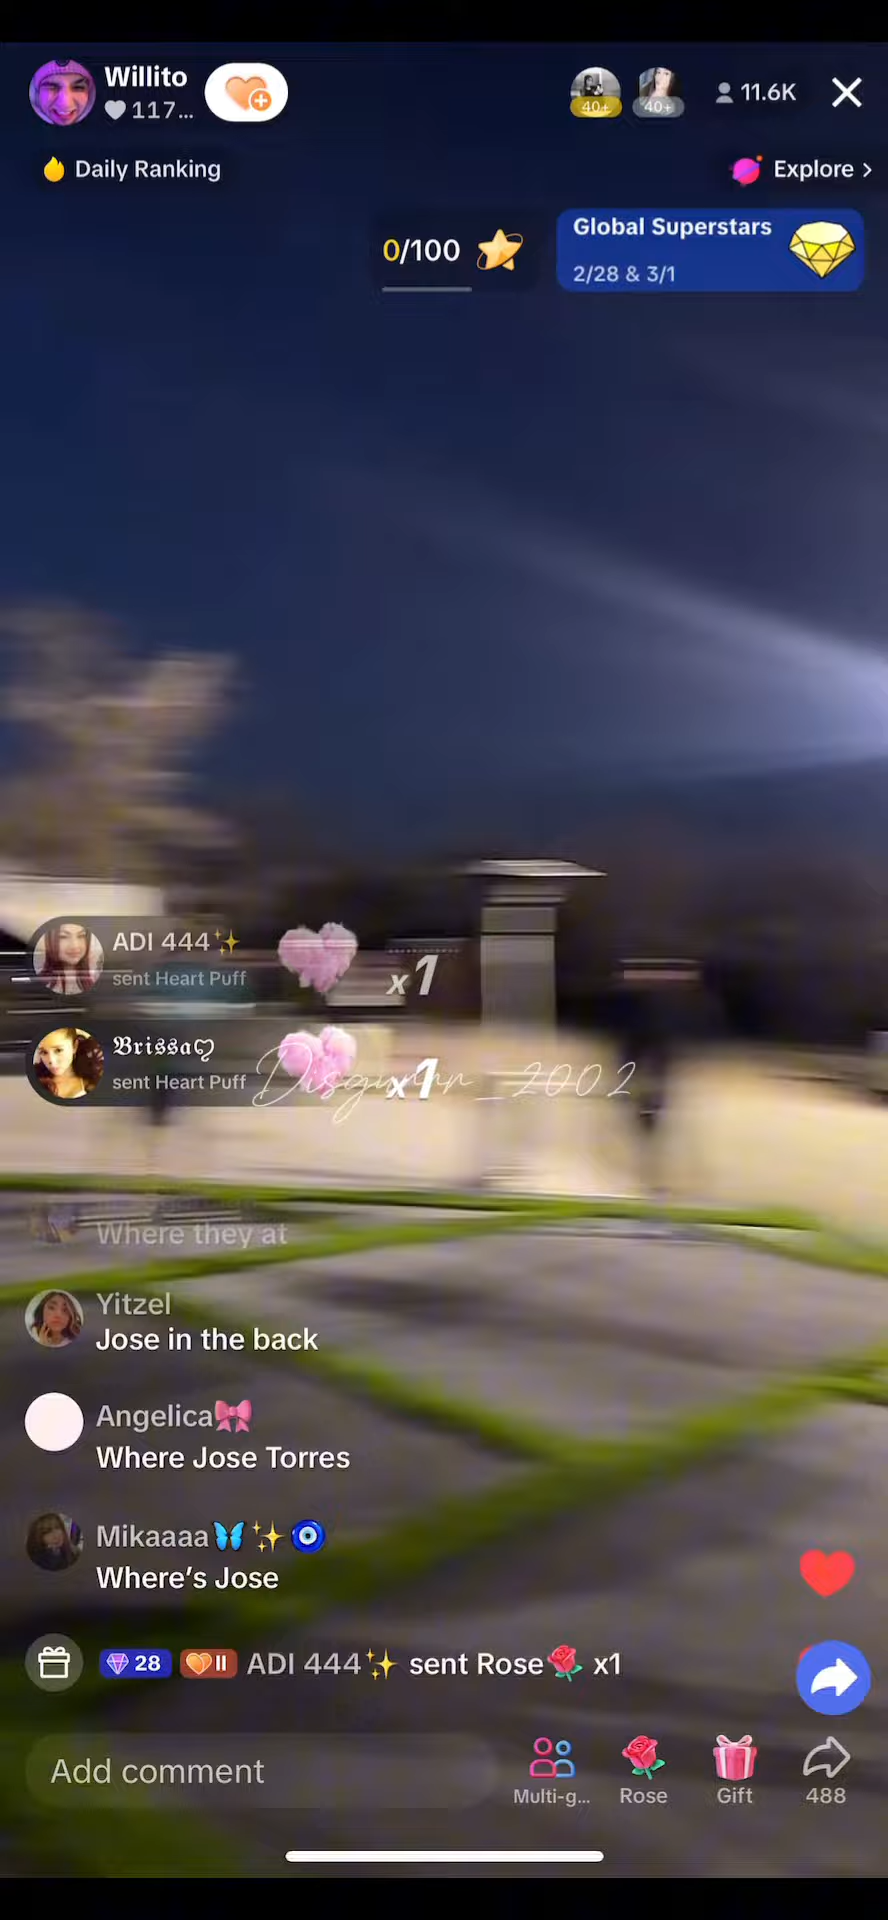 Willito
117...
40+
40+
11.6K
Daily Ranking
Explore >
0/100
Global Superstars
2/28 & 3/1
ADI 444✨
sent Heart Puff
x1
𝕭𝖗𝖎𝖘𝖘𝖆ღ
sent Heart Puff
x1
Where they at
Yitzel
Jose in the back
Angelica🎀
Where Jose Torres
Mikaaaa🦋✨🧿
Where's Jose
28 II ADI 444✨ sent Rose🌹 x1
Add comment
Multi-g...
Rose
Gift
488